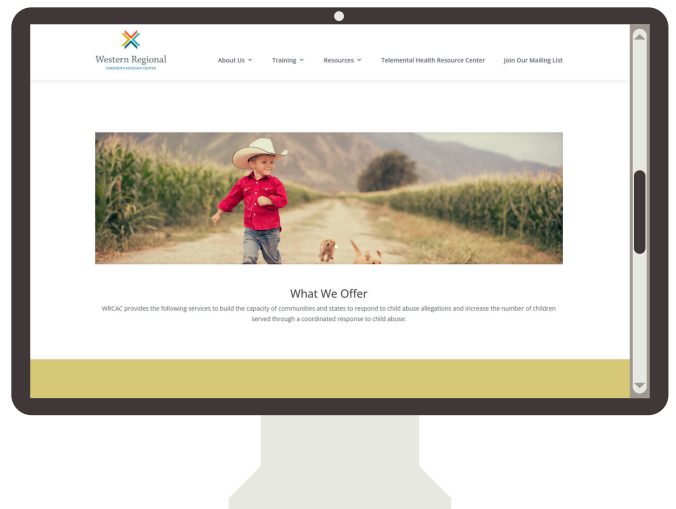 Western Regional
CHILDREN'S ADVOCACY CENTER
About Us
Training
Resources
Telemental Health Resource Center
Join Our Mailing List
What We Offer
WRCAC provides the following services to build the capacity of communities and states to respond to child abuse allegations and increase the number of children
served through a coordinated response to child abuse: